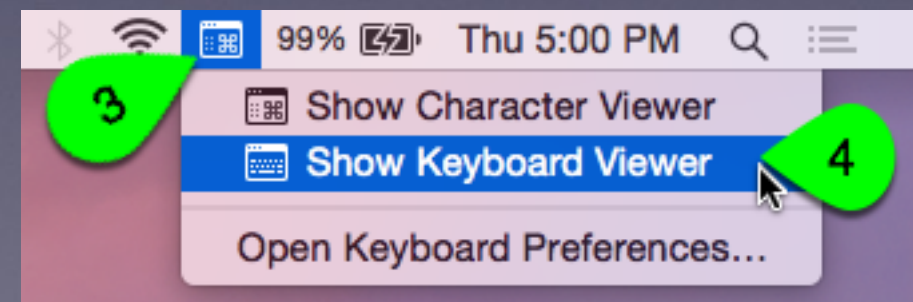 99% Thu 5:00 PM
3
Show Character Viewer
Show Keyboard Viewer
4
Open Keyboard Preferences...